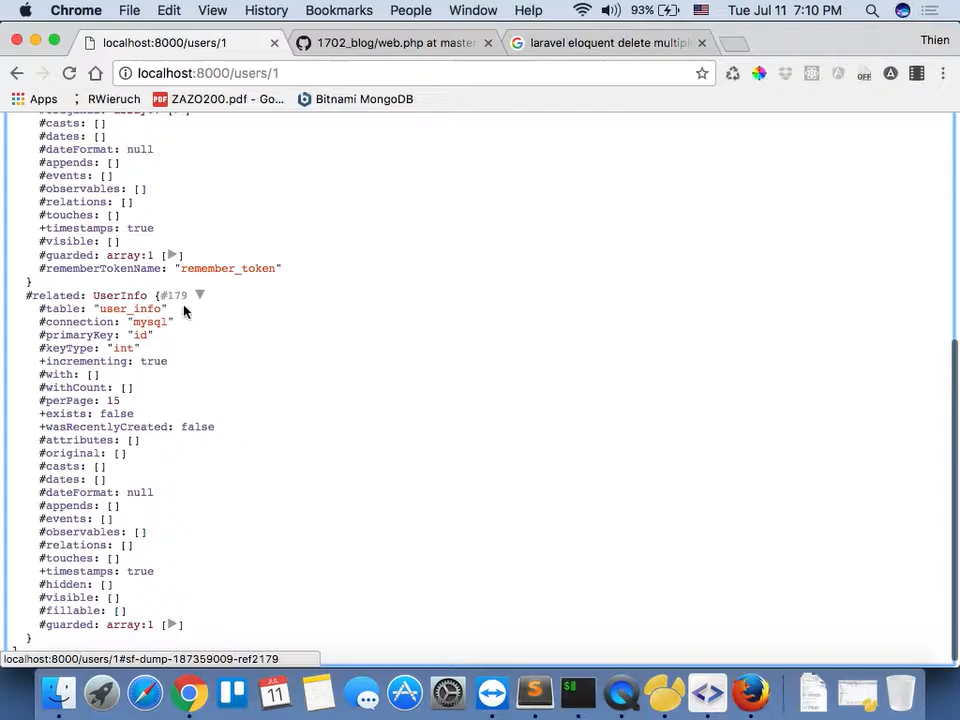 Chrome File Edit View History Bookmarks People Window Help 93% Tue Jul 11 7:10 PM
localhost:8000/users/1 1702_blog/web.php at maste laravel eloquent delete multipl Thien
localhost:8000/users/1 OFF
Apps RWieruch PDF ZAZO200.pdf - Go... Bitnami MongoDB
#casts: []
#dates: []
#dateFormat: null
#appends: []
#events: []
#observables: []
#relations: []
#touches: []
+timestamps: true
#visible: []
#guarded: array:1 [▶]
#rememberTokenName: "remember_token"
}
#related: UserInfo {#179 ▼
#table: "user_info"
#connection: "mysql"
#primaryKey: "id"
#keyType: "int"
+incrementing: true
#with: []
#withCount: []
#perPage: 15
+exists: false
+wasRecentlyCreated: false
#attributes: []
#original: []
#casts: []
#dates: []
#dateFormat: null
#appends: []
#events: []
#observables: []
#relations: []
#touches: []
+timestamps: true
#hidden: []
#visible: []
#fillable: []
#guarded: array:1 [▶]
}
localhost:8000/users/1#sf-dump-187359009-ref2179
JUL
11